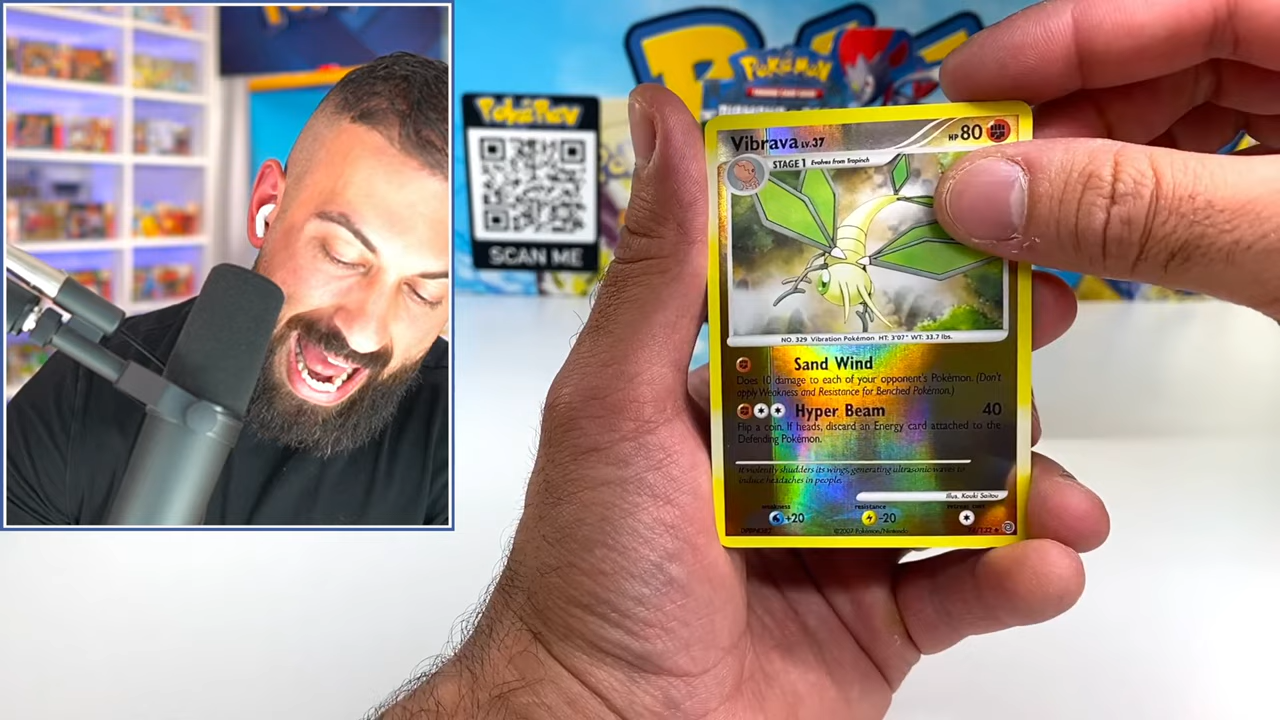 PokéRev
SCAN ME
Pokémon
Vibrava LV.37
HP 80
STAGE 1 Evolves from Trapinch
NO. 329 Vibration Pokémon HT: 3'07" WT: 33.7 lbs.
Sand Wind
Does 10 damage to each of your opponent's Pokémon. (Don't
apply Weakness and Resistance for Benched Pokémon.)
Hyper Beam 40
Flip a coin. If heads, discard an Energy card attached to the
Defending Pokémon.
It violently shudders its wings, generating ultrasonic waves to
induce headaches in people.
Illus. Kouki Saitou
weakness
resistance
retreat cost
+20
-20
©2007 Pokémon/Nintendo